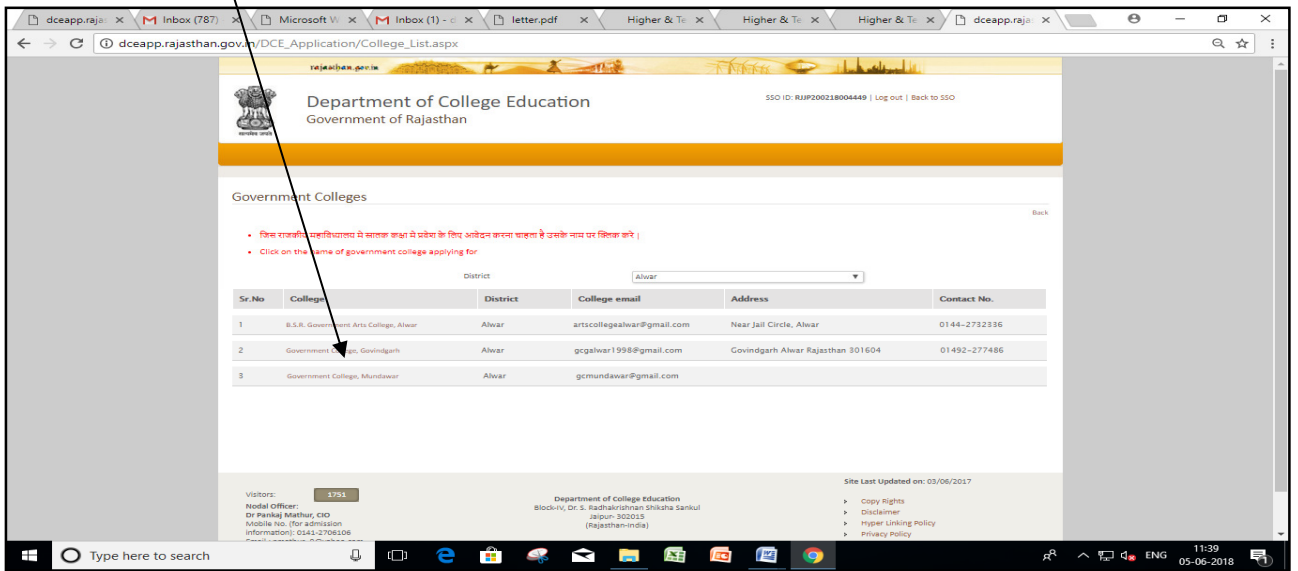 dceapp.raja:
Inbox (787)
Microsoft W
Inbox (1) - d
letter.pdf
Higher & Te
Higher & Te
Higher & Te
dceapp.raja:
dceapp.rajasthan.gov.in/DCE_Application/College_List.aspx
rajasthan.gov.in
Department of College Education
Government of Rajasthan
SSO ID: RJJP200218004449 | Log out | Back to SSO
सत्यमेव जयते
Government Colleges
Back
जिस राजकीय महाविधालय मे स्नातक कक्षा मे प्रवेश के लिए आवेदन करना चाहता है उसके नाम पर क्लिक करे |
Click on the name of government college applying for
District Alwar
Sr.No College District College email Address Contact No.
1 B.S.R. Government Arts College, Alwar Alwar artscollegealwar@gmail.com Near Jail Circle, Alwar 0144-2732336
2 Government College, Govindgarh Alwar gcgalwar1998@gmail.com Govindgarh Alwar Rajasthan 301604 01492-277486
3 Government College, Mundawar Alwar gcmundawar@gmail.com
Visitors: 1751
Nodal Officer:
Dr Pankaj Mathur, CIO
Mobile No. (for admission
information): 0141-2706106
Department of College Education
Block-IV, Dr. S. Radhakrishnan Shiksha Sankul
Jaipur- 302015
(Rajasthan-India)
Site Last Updated on: 03/06/2017
Copy Rights
Disclaimer
Hyper Linking Policy
Privacy Policy
Type here to search
ENG
11:39
05-06-2018
1